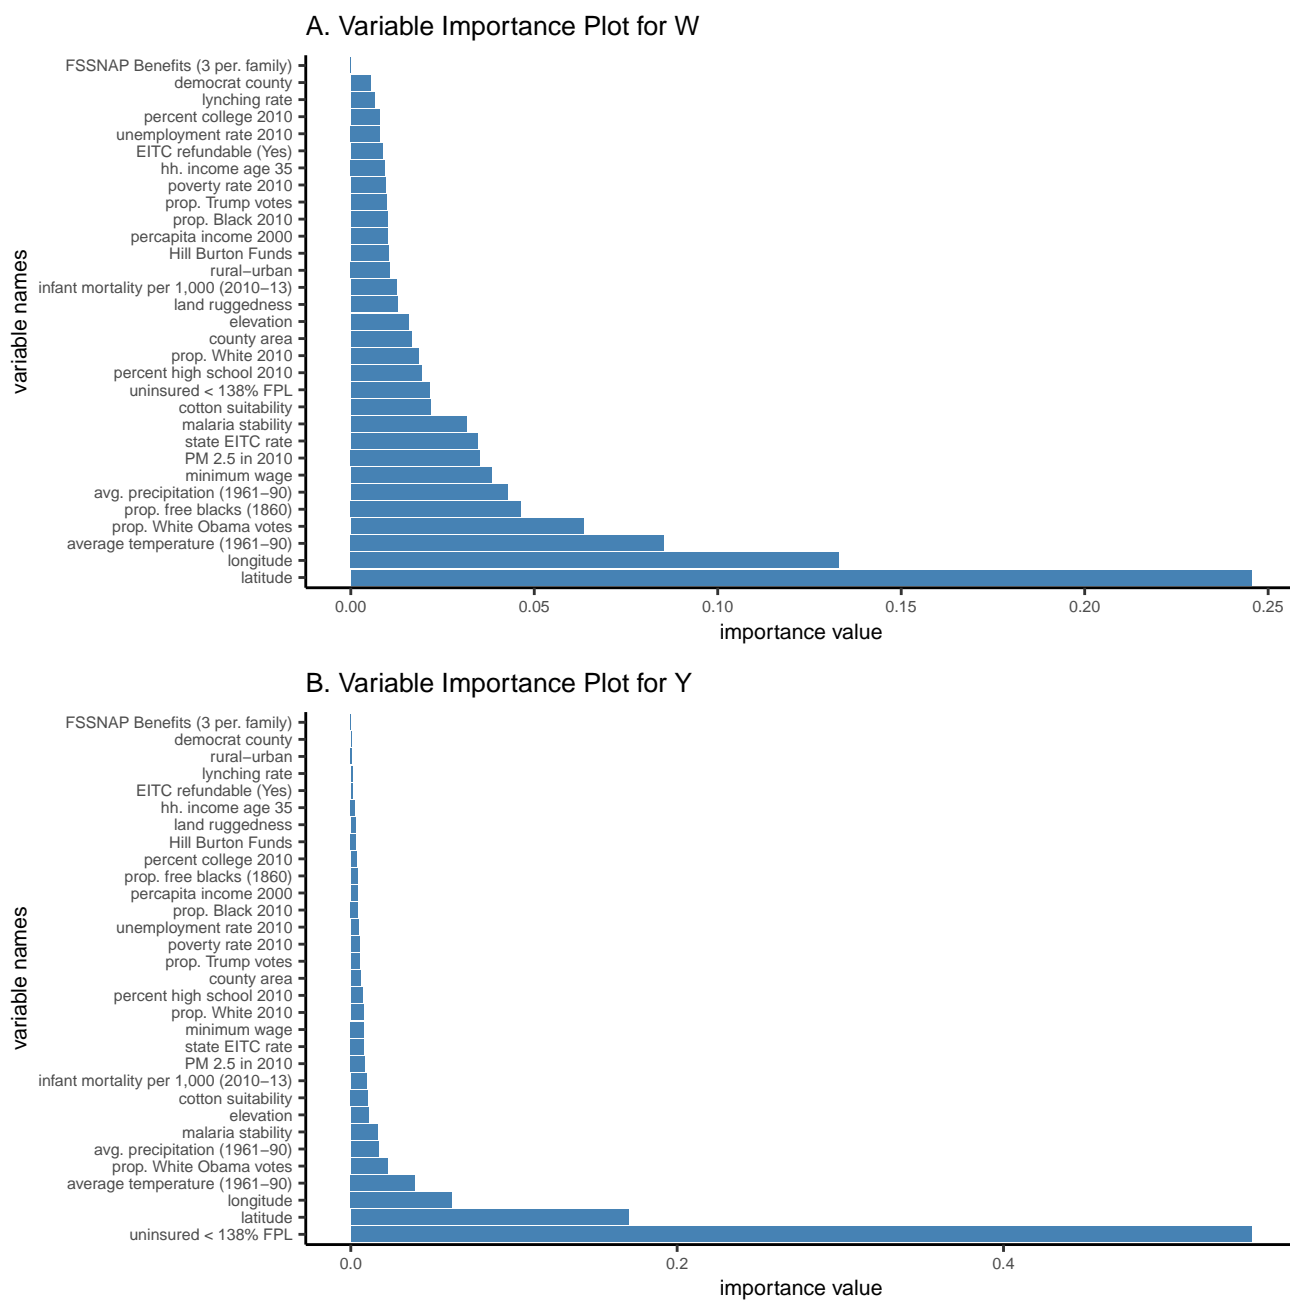 A. Variable Importance Plot for W
variable names
FSSNAP Benefits (3 per. family)
democrat county
lynching rate
percent college 2010
unemployment rate 2010
EITC refundable (Yes)
hh. income age 35
poverty rate 2010
prop. Trump votes
prop. Black 2010
percapita income 2000
Hill Burton Funds
rural−urban
infant mortality per 1,000 (2010−13)
land ruggedness
elevation
county area
prop. White 2010
percent high school 2010
uninsured < 138% FPL
cotton suitability
malaria stability
state EITC rate
PM 2.5 in 2010
minimum wage
avg. precipitation (1961−90)
prop. free blacks (1860)
prop. White Obama votes
average temperature (1961−90)
longitude
latitude
0.00 0.05 0.10 0.15 0.20 0.25
importance value
B. Variable Importance Plot for Y
variable names
FSSNAP Benefits (3 per. family)
democrat county
rural−urban
lynching rate
EITC refundable (Yes)
hh. income age 35
land ruggedness
Hill Burton Funds
percent college 2010
prop. free blacks (1860)
percapita income 2000
prop. Black 2010
unemployment rate 2010
poverty rate 2010
prop. Trump votes
county area
percent high school 2010
prop. White 2010
minimum wage
state EITC rate
PM 2.5 in 2010
infant mortality per 1,000 (2010−13)
cotton suitability
elevation
malaria stability
avg. precipitation (1961−90)
prop. White Obama votes
average temperature (1961−90)
longitude
latitude
uninsured < 138% FPL
0.0 0.2 0.4
importance value